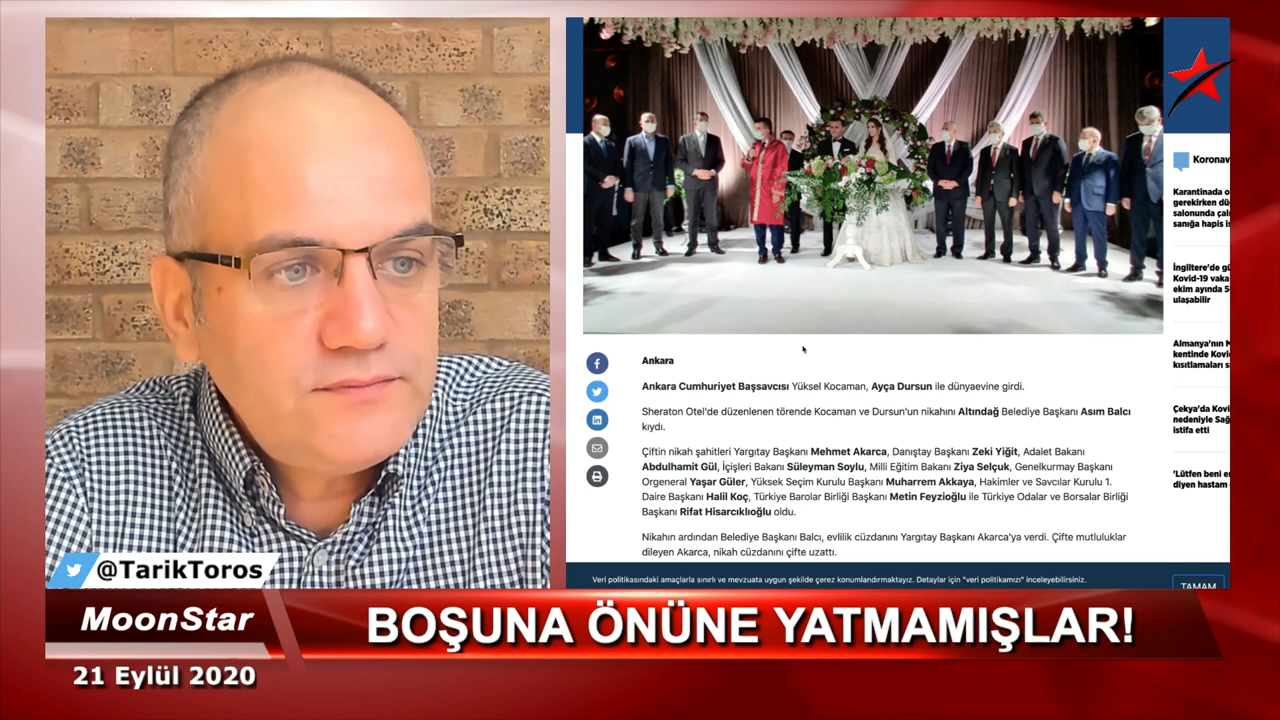 @TarikToros
MoonStar
21 Eylül 2020
BOŞUNA ÖNÜNE YATMAMIŞLAR!
Ankara
Ankara Cumhuriyet Başsavcısı Yüksel Kocaman, Ayça Dursun ile dünyaevine girdi.
Sheraton Otel'de düzenlenen törende Kocaman ve Dursun'un nikahını Altındağ Belediye Başkanı Asım Balcı
kıydı.
Çiftin nikah şahitleri Yargıtay Başkanı Mehmet Akarca, Danıştay Başkanı Zeki Yiğit, Adalet Bakanı
Abdulhamit Gül, İçişleri Bakanı Süleyman Soylu, Milli Eğitim Bakanı Ziya Selçuk, Genelkurmay Başkanı
Orgeneral Yaşar Güler, Yüksek Seçim Kurulu Başkanı Muharrem Akkaya, Hakimler ve Savcılar Kurulu 1.
Daire Başkanı Halil Koç, Türkiye Barolar Birliği Başkanı Metin Feyzioğlu ile Türkiye Odalar ve Borsalar Birliği
Başkanı Rifat Hisarcıklıoğlu oldu.
Nikahın ardından Belediye Başkanı Balcı, evlilik cüzdanını Yargıtay Başkanı Akarca'ya verdi. Çifte mutluluklar
dileyen Akarca, nikah cüzdanını çifte uzattı.
Veri politikasındaki amaçlarla sınırlı ve mevzuata uygun şekilde çerez konumlandırmaktayız. Detaylar için "veri politikamızı" inceleyebilirsiniz.
TAMAM
Koronav
Karantinada o
gerekirken dü
salonunda çal
sanığa hapis is
İngiltere'de gü
Kovid-19 vaka
ekim ayında 5
ulaşabilir
Almanya'nın M
kentinde Kovi
kısıtlamaları s
Çekya'da Kovi
nedeniyle Sağ
istifa etti
'Lütfen beni e
diyen hastam